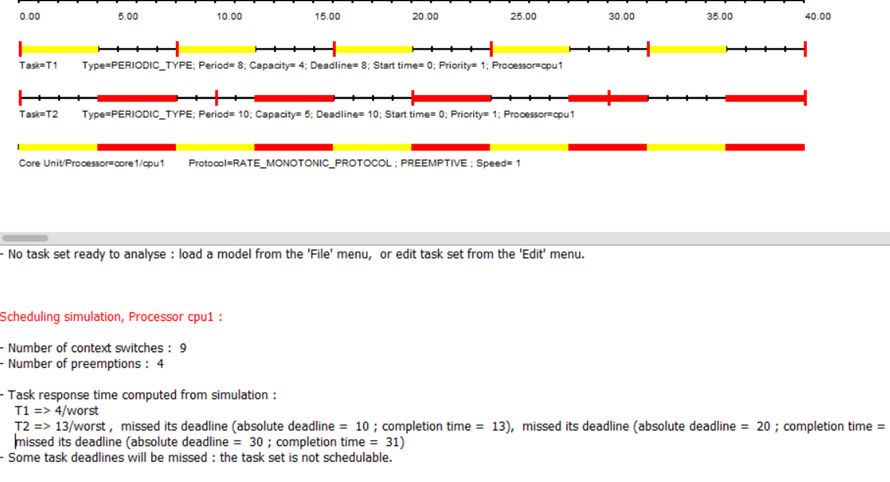 0.00 5.00 10.00 15.00 20.00 25.00 30.00 35.00 40.00
Task=T1 Type=PERIODIC_TYPE; Period= 8; Capacity= 4; Deadline= 8; Start time= 0; Priority= 1; Processor=cpu1
Task=T2 Type=PERIODIC_TYPE; Period= 10; Capacity= 5; Deadline= 10; Start time= 0; Priority= 1; Processor=cpu1
Core Unit/Processor=core1/cpu1 Protocol=RATE_MONOTONIC_PROTOCOL ; PREEMPTIVE ; Speed= 1
- No task set ready to analyse : load a model from the 'File' menu, or edit task set from the 'Edit' menu.
Scheduling simulation, Processor cpu1 :
- Number of context switches : 9
- Number of preemptions : 4
- Task response time computed from simulation :
T1 => 4/worst
T2 => 13/worst , missed its deadline (absolute deadline = 10 ; completion time = 13), missed its deadline (absolute deadline = 20 ; completion time =
missed its deadline (absolute deadline = 30 ; completion time = 31)
- Some task deadlines will be missed : the task set is not schedulable.